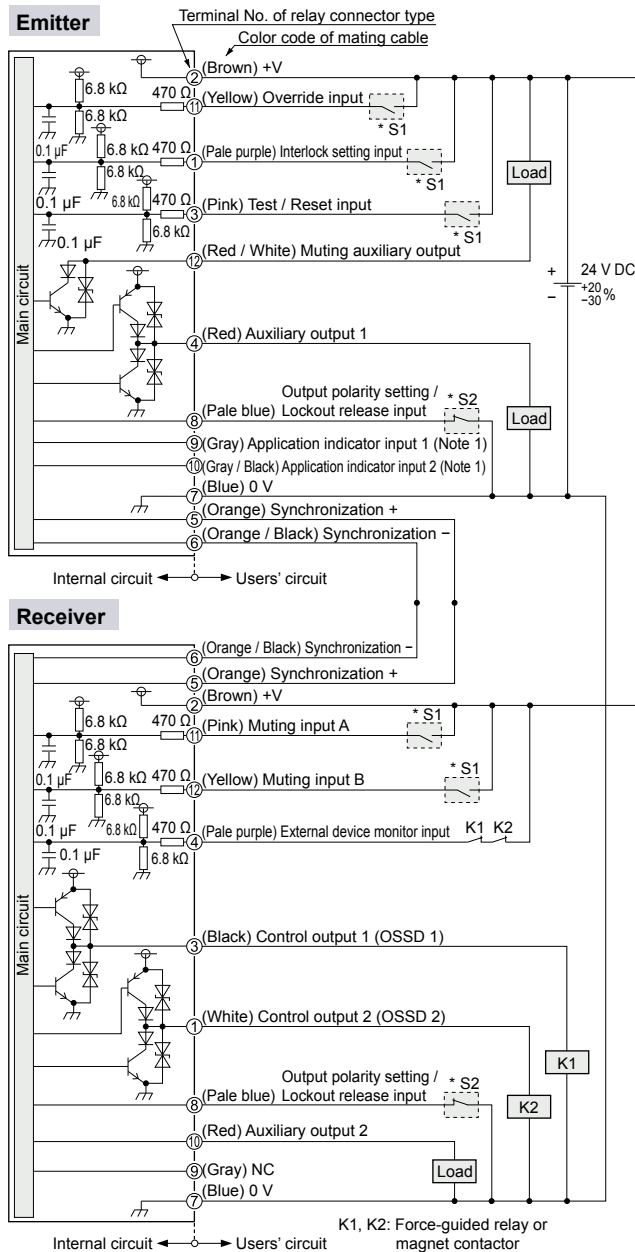 Emitter
Terminal No. of relay connector type
Color code of mating cable
② (Brown) +V
6.8 kΩ
6.8 kΩ
470 Ω
⑪ (Yellow) Override input
* S1
0.1 µF
6.8 kΩ
6.8 kΩ
470 Ω
① (Pale purple) Interlock setting input
* S1
Load
0.1 µF
6.8 kΩ
470 Ω
③ (Pink) Test / Reset input
* S1
0.1 µF
6.8 kΩ
⑫ (Red / White) Muting auxiliary output
+
−
24 V DC
+20
−30 %
Main circuit
④ (Red) Auxiliary output 1
Output polarity setting /
⑧ (Pale blue) Lockout release input
* S2
Load
⑨ (Gray) Application indicator input 1 (Note 1)
⑩ (Gray / Black) Application indicator input 2 (Note 1)
⑦ (Blue) 0 V
⑤ (Orange) Synchronization +
⑥ (Orange / Black) Synchronization −
Internal circuit
Users' circuit
Receiver
⑥ (Orange / Black) Synchronization −
⑤ (Orange) Synchronization +
② (Brown) +V
6.8 kΩ
6.8 kΩ
470 Ω
⑪ (Pink) Muting input A
* S1
0.1 µF
6.8 kΩ
6.8 kΩ
470 Ω
⑫ (Yellow) Muting input B
* S1
0.1 µF
6.8 kΩ
470 Ω
④ (Pale purple) External device monitor input
K1 K2
0.1 µF
6.8 kΩ
Main circuit
③ (Black) Control output 1 (OSSD 1)
① (White) Control output 2 (OSSD 2)
K1
K2
Output polarity setting /
⑧ (Pale blue) Lockout release input
* S2
⑩ (Red) Auxiliary output 2
⑨ (Gray) NC
Load
⑦ (Blue) 0 V
Internal circuit
Users' circuit
K1, K2: Force-guided relay or
magnet contactor